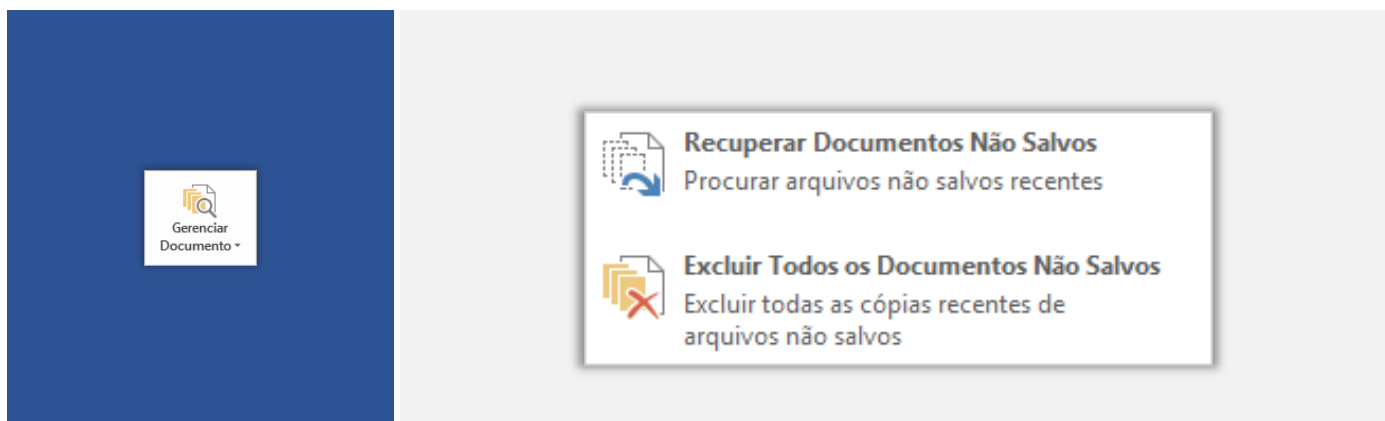 Gerenciar
Documento
Recuperar Documentos Não Salvos
Procurar arquivos não salvos recentes
Excluir Todos os Documentos Não Salvos
Excluir todas as cópias recentes de
arquivos não salvos